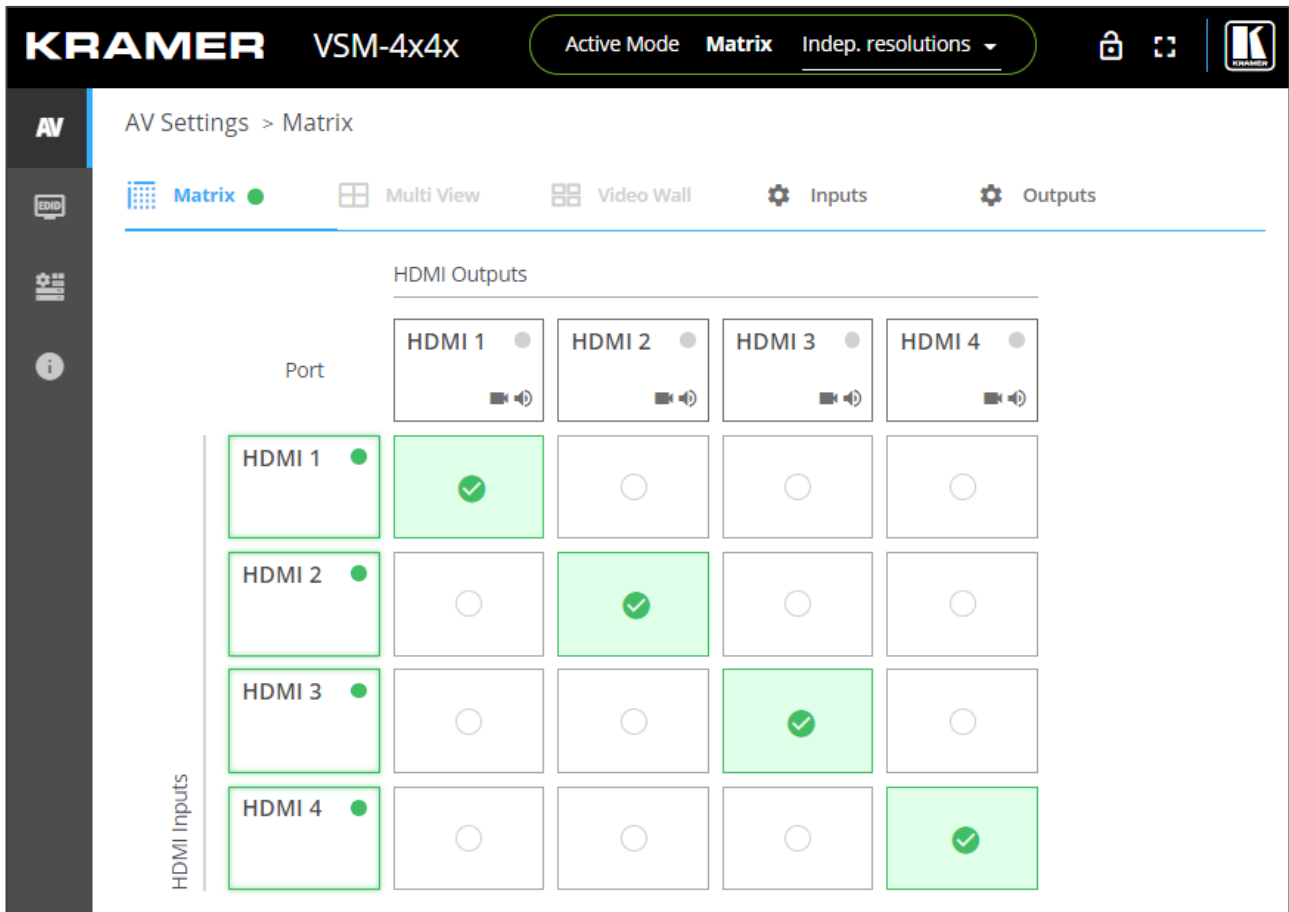 KRAMER VSM-4x4x Active Mode Matrix Indep. resolutions
KRAMER
AV
AV Settings > Matrix
EDID
Matrix Multi View Video Wall Inputs Outputs
HDMI Outputs
Port
HDMI 1 HDMI 2 HDMI 3 HDMI 4
HDMI Inputs
HDMI 1
HDMI 2
HDMI 3
HDMI 4